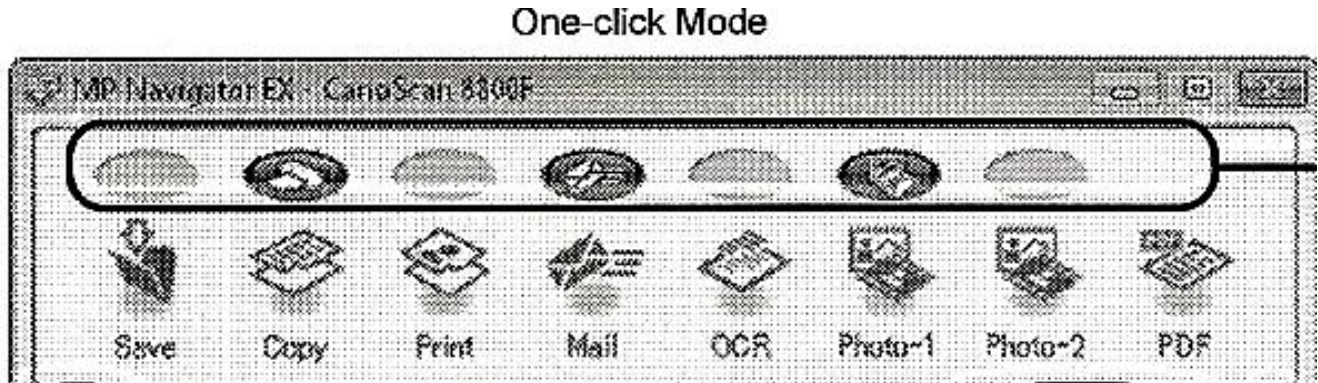 One-click Mode
MP Navigator EX - CanoScan 8800F
Save Copy Print Mail OCR Photo~1 Photo~2 PDF